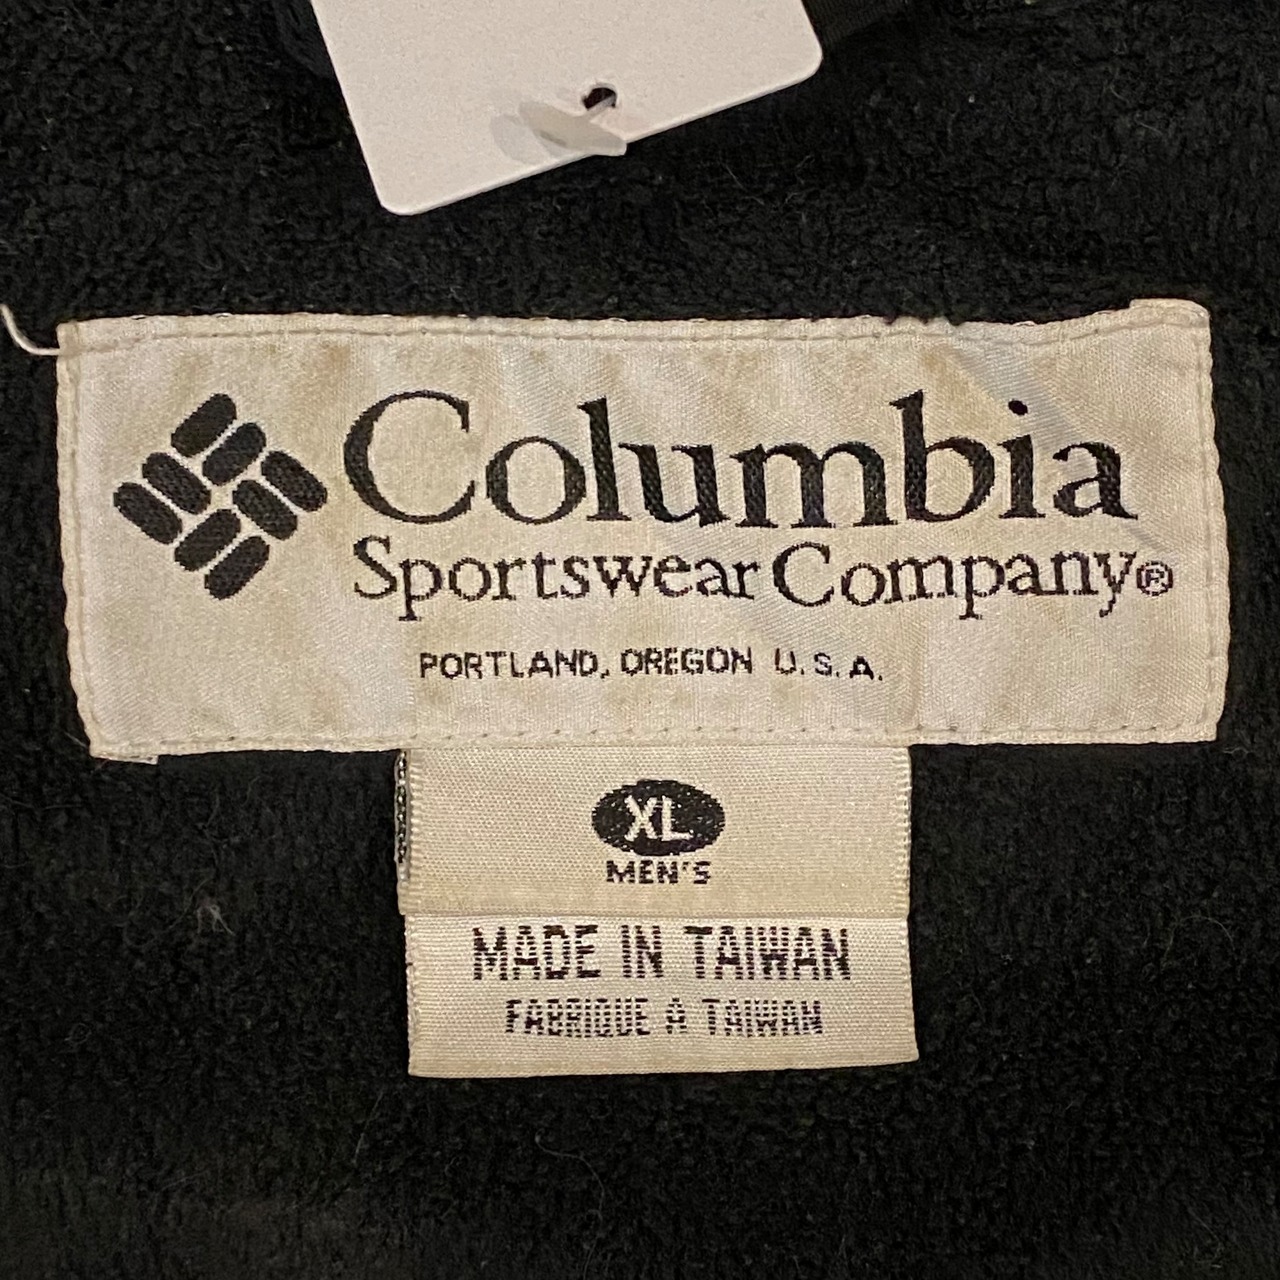 Columbia
Sportswear Company®
PORTLAND, OREGON U.S.A.
XL
MEN'S
MADE IN TAIWAN
FABRIQUE A TAIWAN